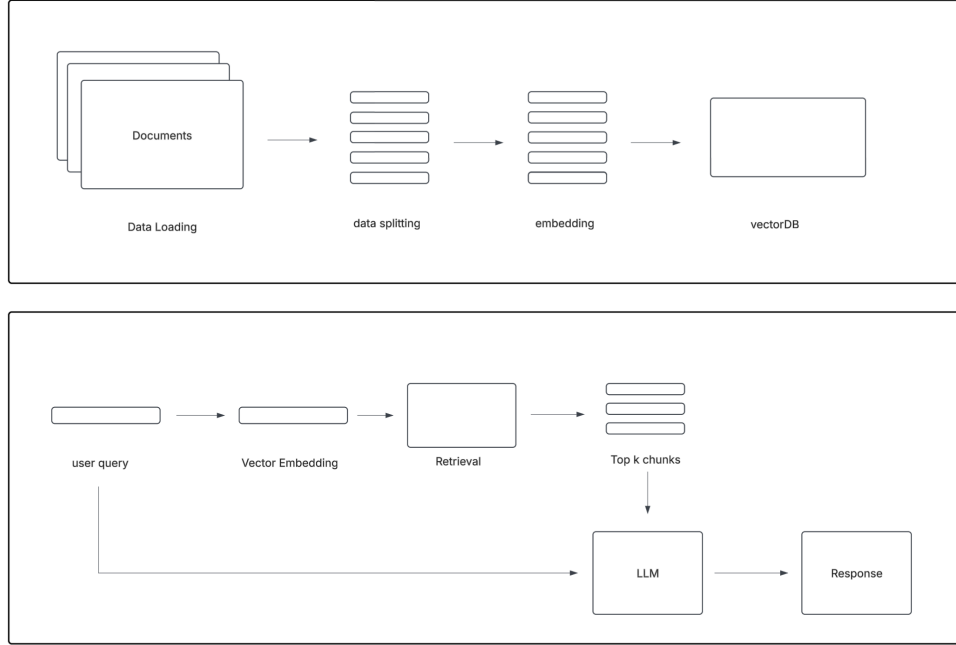 Documents
Data Loading
data splitting
embedding
vectorDB
user query
Vector Embedding
Retrieval
Top k chunks
LLM
Response